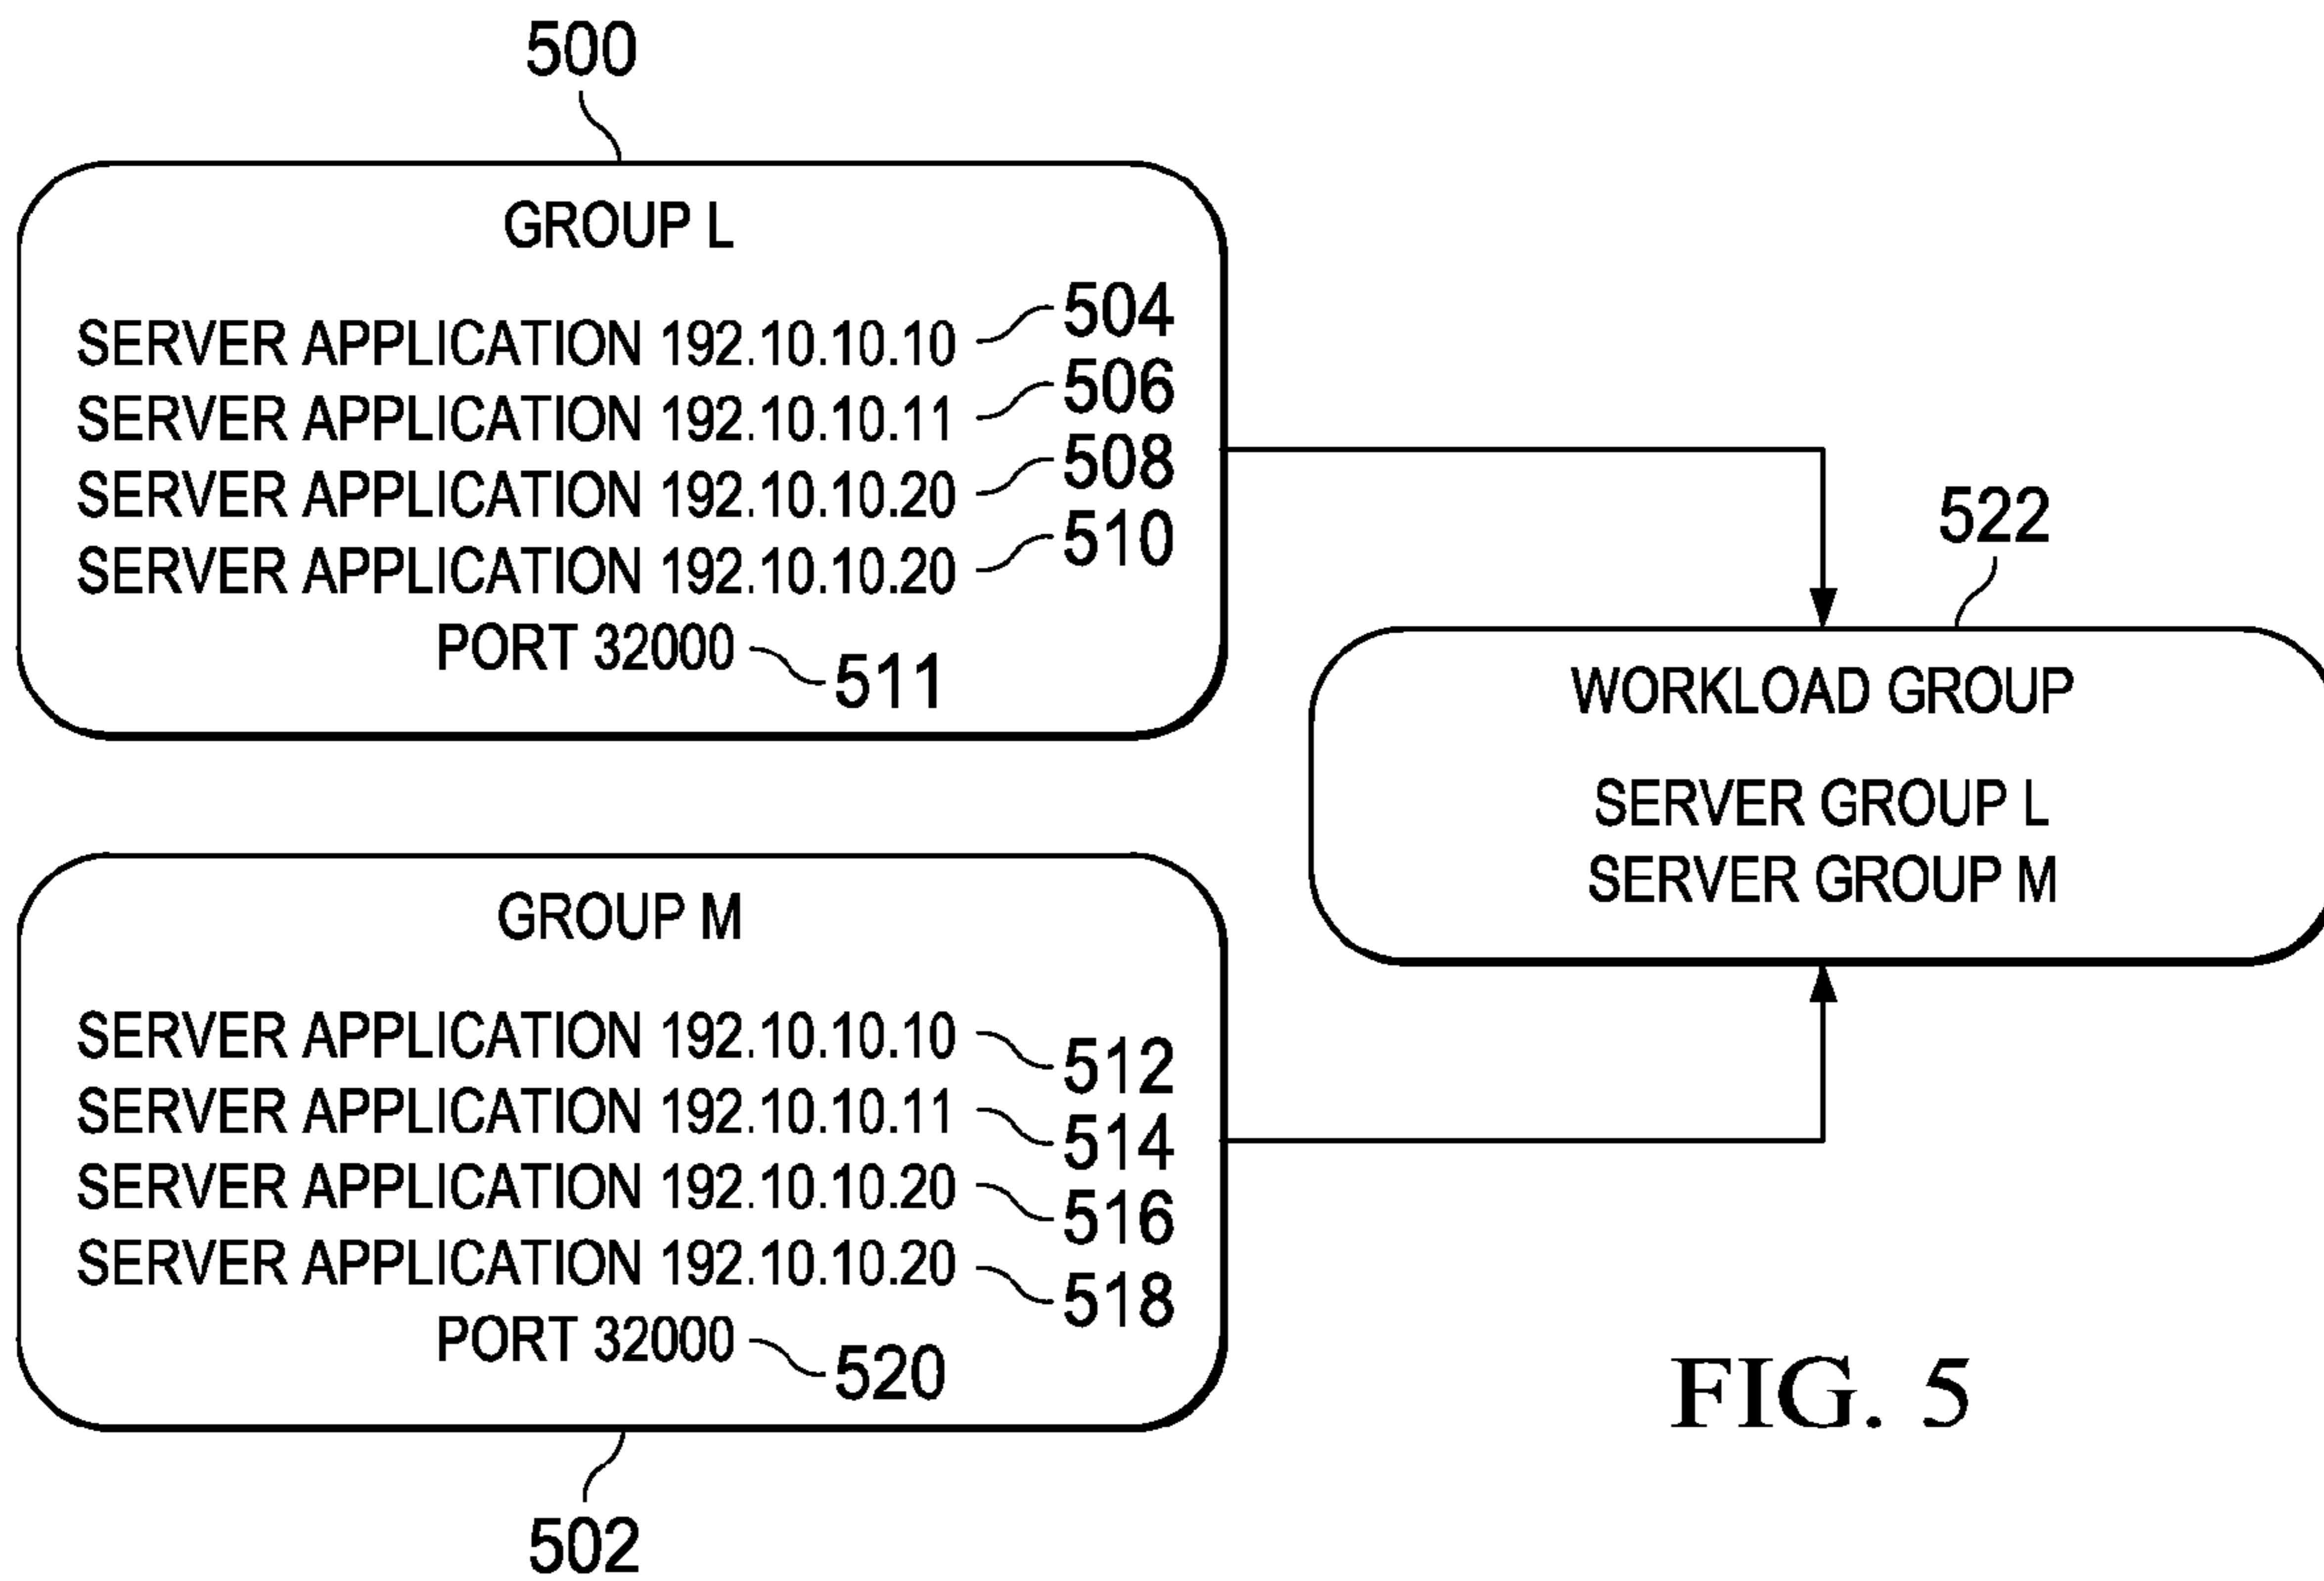 500
GROUP L
SERVER APPLICATION 192.10.10.10 504
SERVER APPLICATION 192.10.10.11 506
SERVER APPLICATION 192.10.10.20 508
SERVER APPLICATION 192.10.10.20 510
PORT 32000 511
522
WORKLOAD GROUP
SERVER GROUP L
SERVER GROUP M
GROUP M
SERVER APPLICATION 192.10.10.10 512
SERVER APPLICATION 192.10.10.11 514
SERVER APPLICATION 192.10.10.20 516
SERVER APPLICATION 192.10.10.20 518
PORT 32000 520
502
FIG. 5